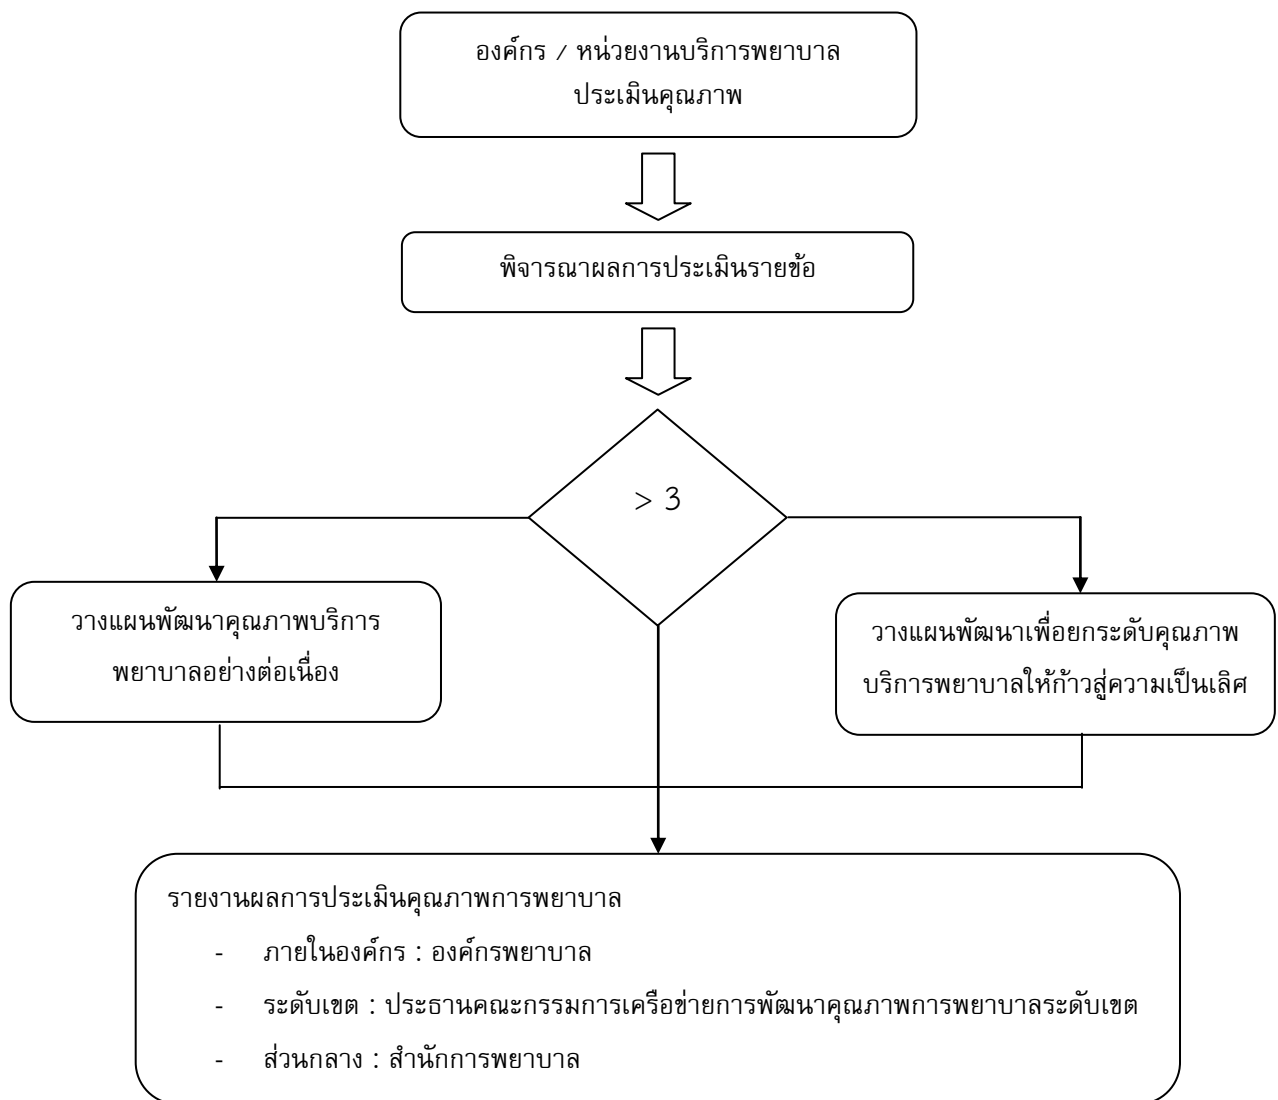 องค์กร / หน่วยงานบริการพยาบาล
ประเมินคุณภาพ
พิจารณาผลการประเมินรายข้อ
> 3
วางแผนพัฒนาคุณภาพบริการ
พยาบาลอย่างต่อเนื่อง
วางแผนพัฒนาเพื่อยกระดับคุณภาพ
บริการพยาบาลให้ก้าวสู่ความเป็นเลิศ
รายงานผลการประเมินคุณภาพการพยาบาล
- ภายในองค์กร : องค์กรพยาบาล
- ระดับเขต : ประธานคณะกรรมการเครือข่ายการพัฒนาคุณภาพการพยาบาลระดับเขต
- ส่วนกลาง : สำนักการพยาบาล